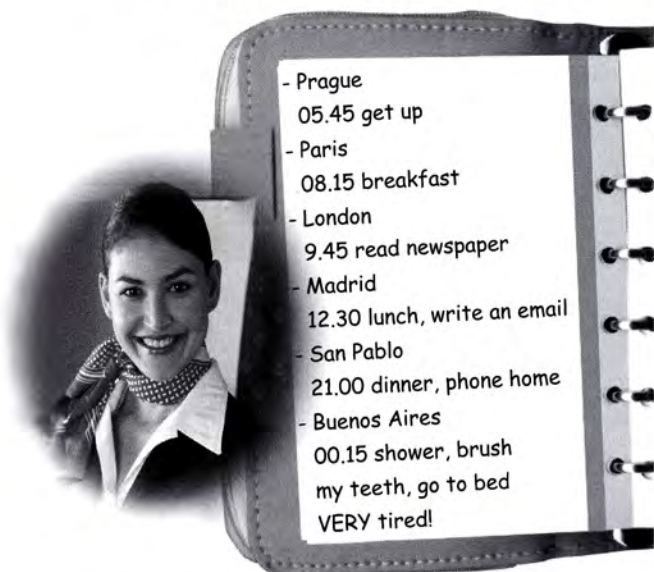 - Prague
05.45 get up
- Paris
08.15 breakfast
- London
9.45 read newspaper
- Madrid
12.30 lunch, write an email
- San Pablo
21.00 dinner, phone home
- Buenos Aires
00.15 shower, brush
my teeth, go to bed
VERY tired!